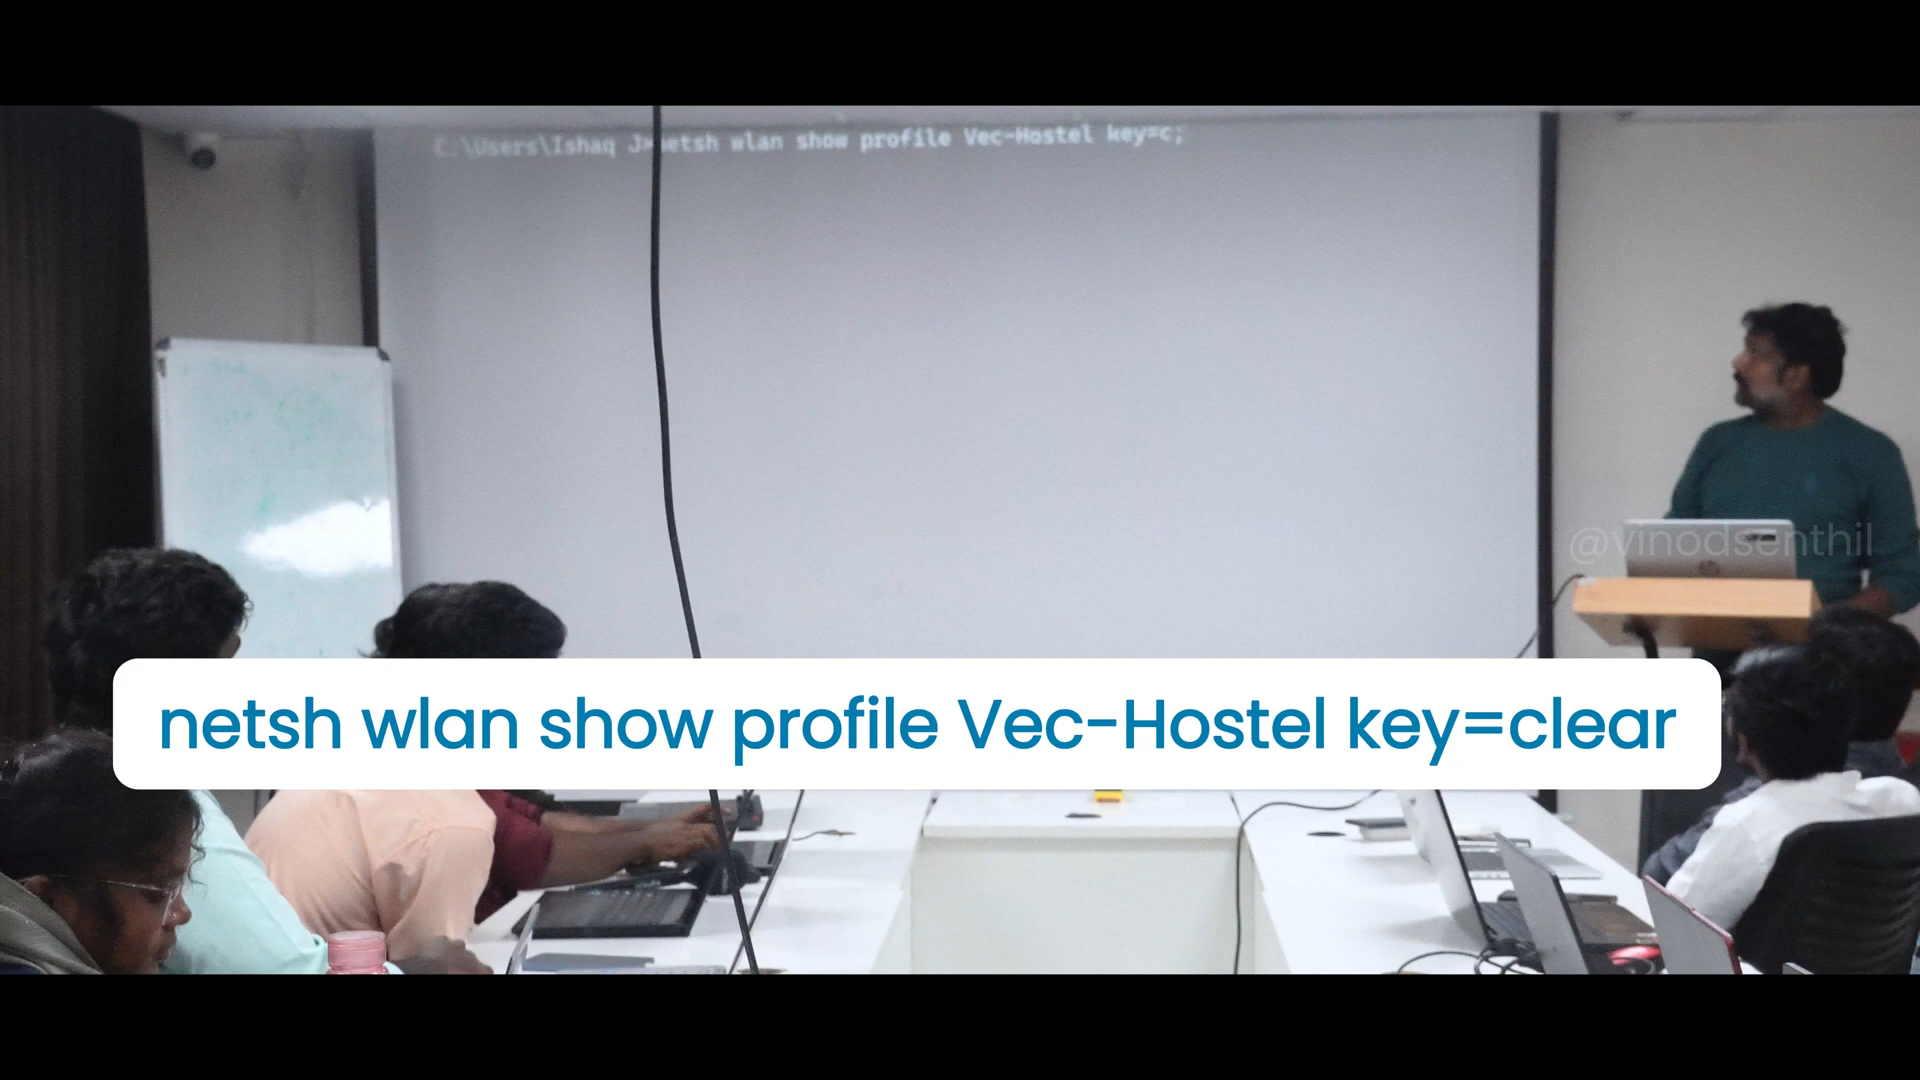 C:\Users\Ishaq J>netsh wlan show profile Vec-Hostel key=c;
@vinodsenthil
netsh wlan show profile Vec-Hostel key=clear